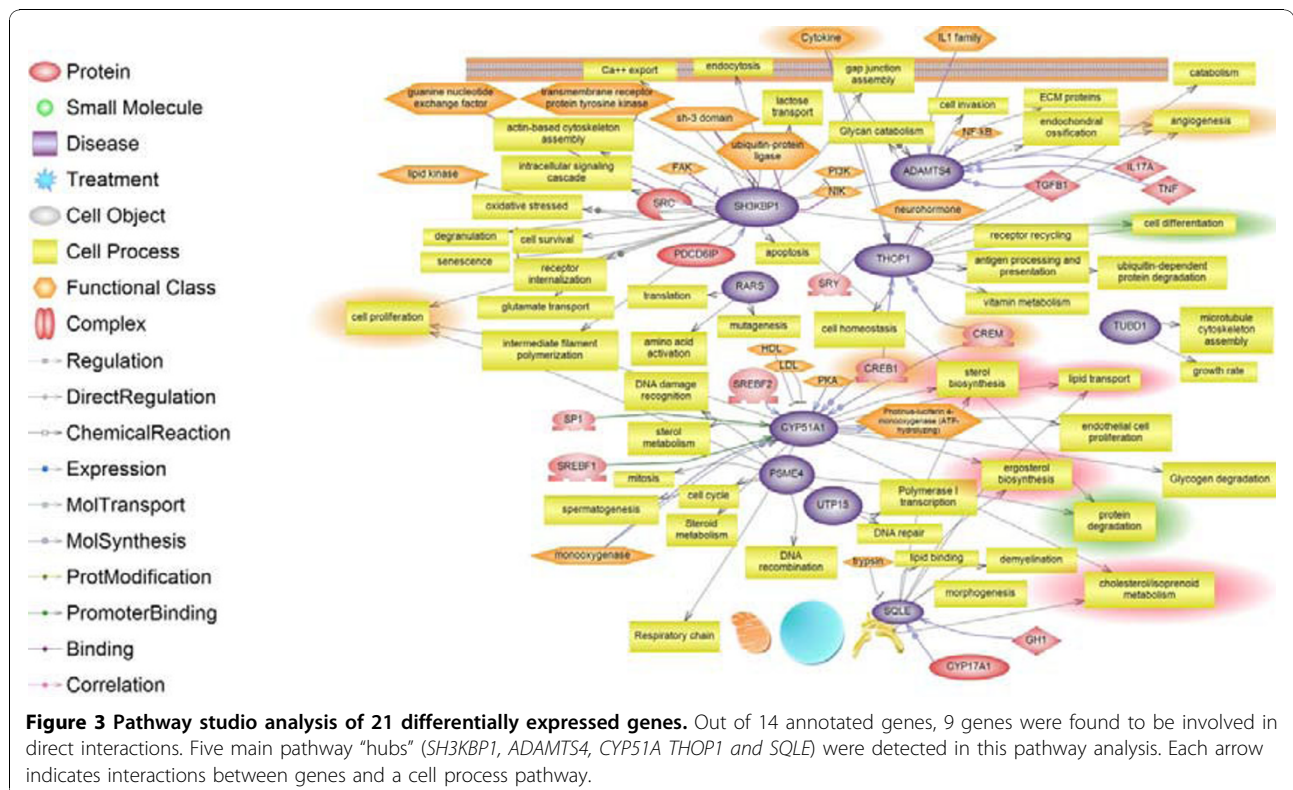 Protein
Small Molecule
Disease
Treatment
Cell Object
Cell Process
Functional Class
Complex
Regulation
DirectRegulation
ChemicalReaction
Expression
MolTransport
MolSynthesis
ProtModification
PromoterBinding
Binding
Correlation
Cytokine
IL1 family
Ca++ export
endocytosis
gap junction
assembly
catabolism
guanine nucleotide
exchange factor
transmembrane receptor
protein tyrosine kinase
lactose
transport
cell invasion
ECM proteins
sh-3 domain
actin-based cytoskeleton
assembly
Glycan catabolism
NF-kB
endochondral
ossification
angiogenesis
ubiquitin-protein
ligase
intracellular signaling
cascade
FAK
PI3K
ADAMTS4
IL17A
lipid kinase
NIK
TGFB1
TNF
SRC
SH3KBP1
oxidative stressed
neurohormone
cell differentiation
degranulation
cell survival
receptor recycling
senescence
PDCD6IP
apoptosis
THOP1
antigen processing and
presentation
ubiquitin-dependent
protein degradation
receptor
internalization
RARS
SRY
translation
vitamin metabolism
cell proliferation
glutamate transport
mutagenesis
cell homeostasis
CREM
TUBD1
microtubule
cytoskeleton
assembly
intermediate filament
polymerization
amino acid
activation
HDL
LDL
CREB1
sterol
biosynthesis
growth rate
DNA damage
recognition
SREBF2
PKA
lipid transport
SP1
sterol
metabolism
CYP51A1
Photinus-luciferin 4-
monooxygenase (ATP-
hydrolyzing)
endothelial cell
proliferation
SREBF1
mitosis
PSME4
ergosterol
biosynthesis
Glycogen degradation
spermatogenesis
cell cycle
UTP15
Polymerase I
transcription
protein
degradation
Steroid
metabolism
DNA repair
monooxygenase
DNA
recombination
trypsin
lipid binding
demyelination
cholesterol/isoprenoid
metabolism
morphogenesis
SQLE
Respiratory chain
GH1
CYP17A1
Figure 3 Pathway studio analysis of 21 differentially expressed genes. Out of 14 annotated genes, 9 genes were found to be involved in
direct interactions. Five main pathway “hubs” (SH3KBP1, ADAMTS4, CYP51A THOP1 and SQLE) were detected in this pathway analysis. Each arrow
indicates interactions between genes and a cell process pathway.